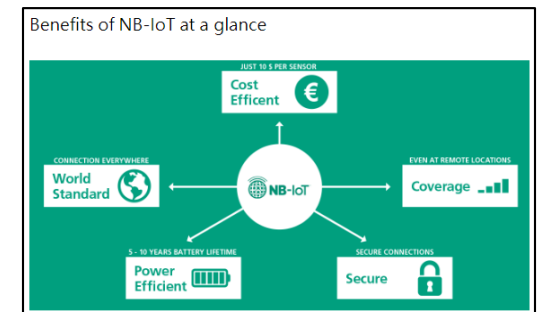 Benefits of NB-IoT at a glance
JUST 10 $ PER SENSOR
Cost
Efficent
€
CONNECTION EVERYWHERE
World
Standard
NB-IoT
EVEN AT REMOTE LOCATIONS
Coverage
5 - 10 YEARS BATTERY LIFETIME
Power
Efficient
SECURE CONNECTIONS
Secure